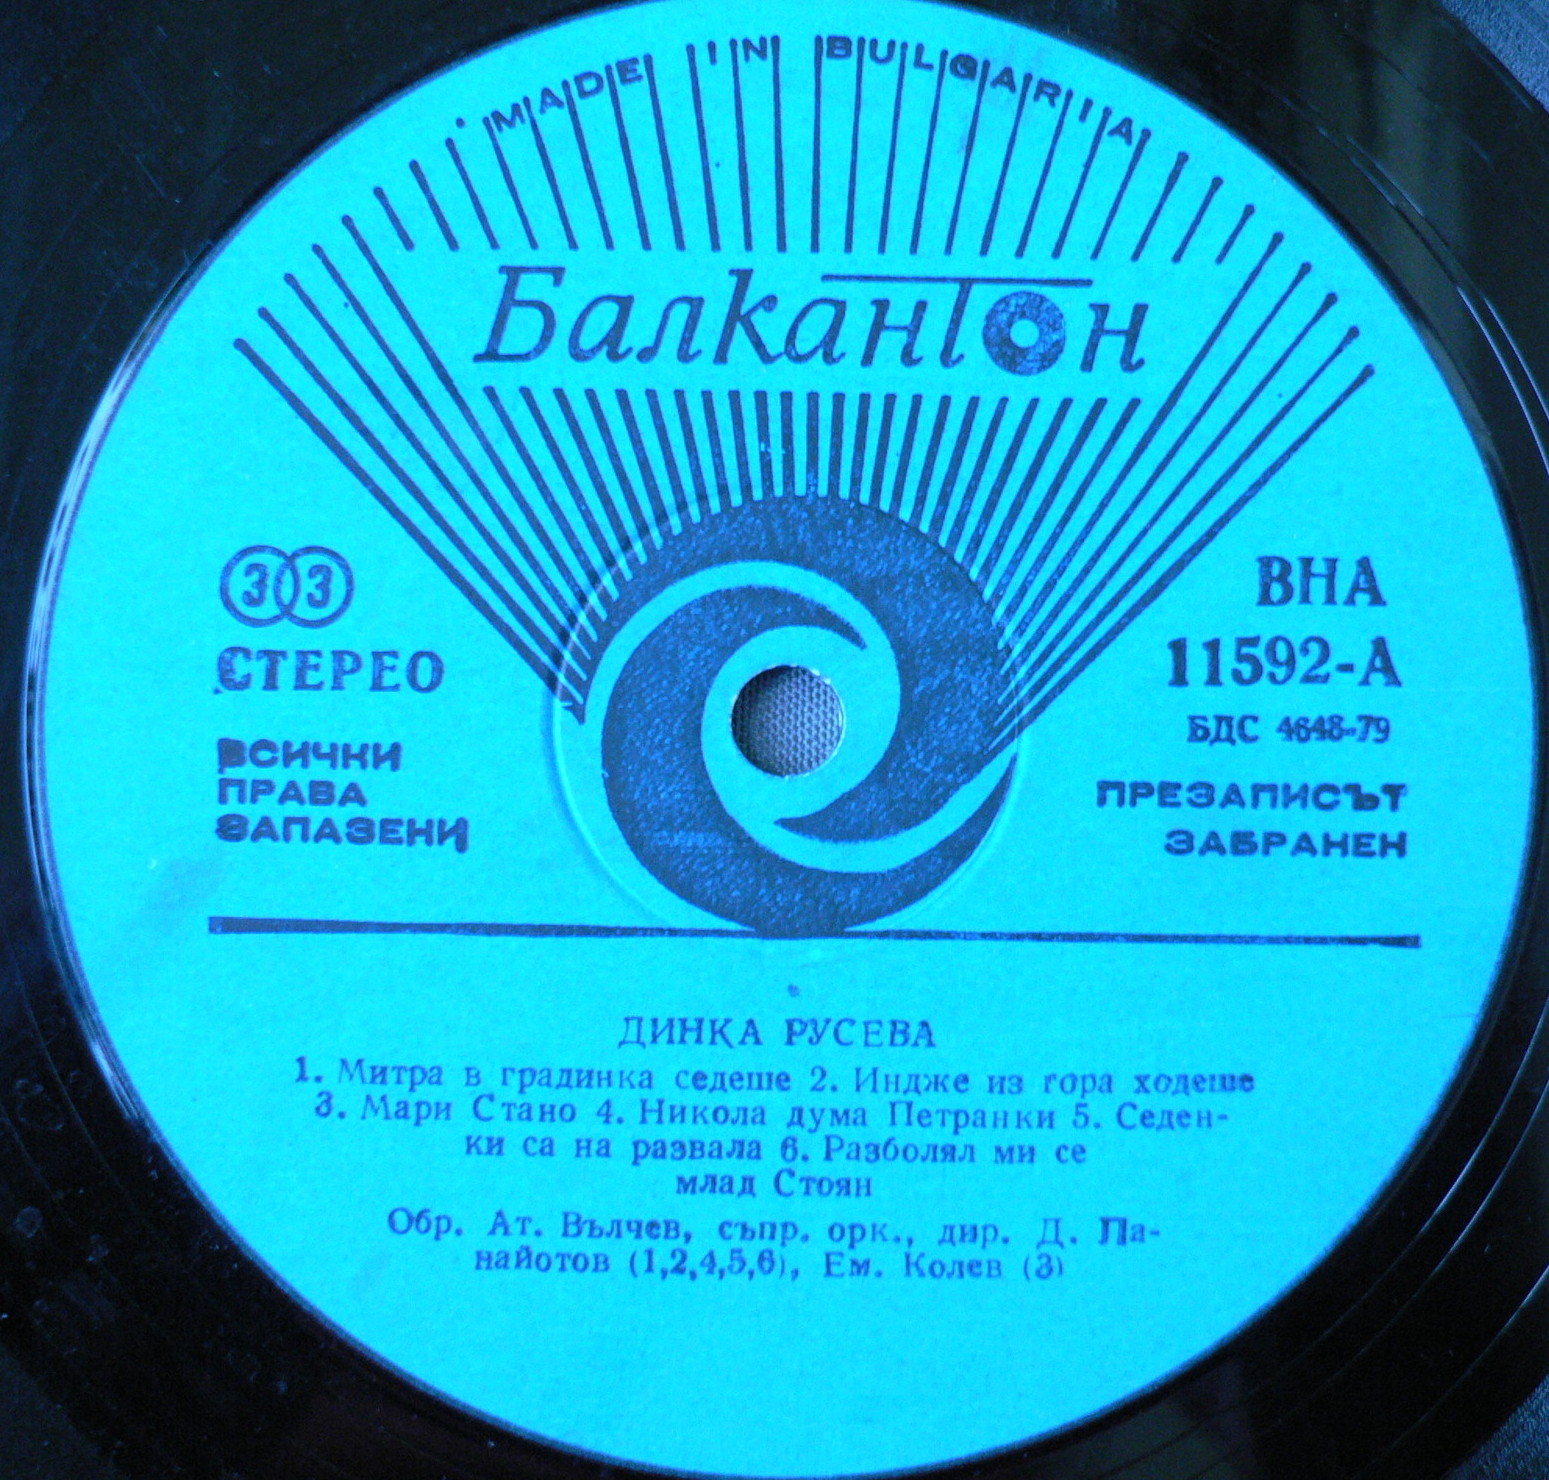 MADE IN BULGARIA
Балкантон
33
СТЕРЕО
ВСИЧКИ
ПРАВА
ЗАПАЗЕНИ
ВНА
11592-А
БДС 4648-79
ПРЕЗАПИСЪТ
ЗАБРАНЕН
ДИНКА РУСЕВА
1. Митра в градинка седеше 2. Индже из гора ходеше
3. Мари Стано 4. Никола дума Петранки 5. Седен-
ки са на развала 6. Разболял ми се
млад Стоян
Обр. Ат. Вълчев, съпр. орк., дир. Д. Па-
найотов (1,2,4,5,6), Ем. Колев (3)